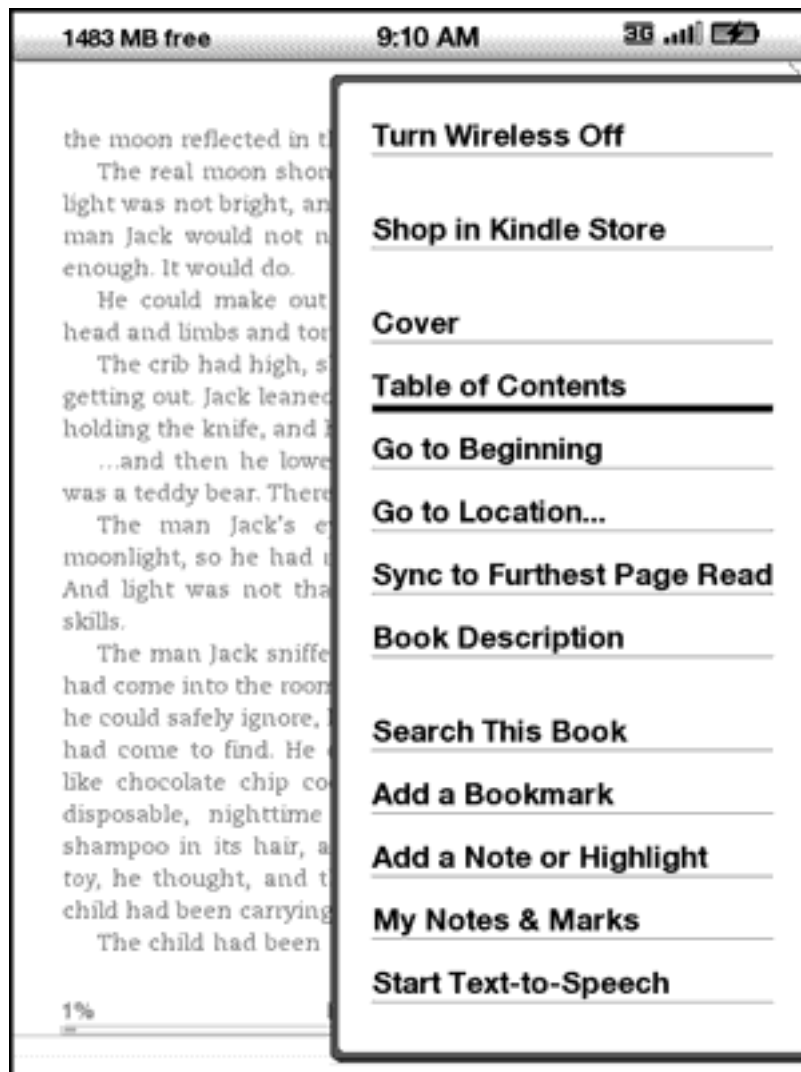 1483 MB free
9:10 AM
3G
the moon reflected in
The real moon shon
light was not bright, an
man Jack would not n
enough. It would do.
He could make out
head and limbs and tor
The crib had high, s
getting out. Jack leaned
holding the knife, and
...and then he lowe
was a teddy bear. There
The man Jack's e
moonlight, so he had
And light was not tha
skills.
The man Jack sniffe
had come into the room
he could safely ignore,
had come to find. He
like chocolate chip co
disposable, nighttime
shampoo in its hair, a
toy, he thought, and t
child had been carrying
The child had been
1%
Turn Wireless Off
Shop in Kindle Store
Cover
Table of Contents
Go to Beginning
Go to Location...
Sync to Furthest Page Read
Book Description
Search This Book
Add a Bookmark
Add a Note or Highlight
My Notes & Marks
Start Text-to-Speech